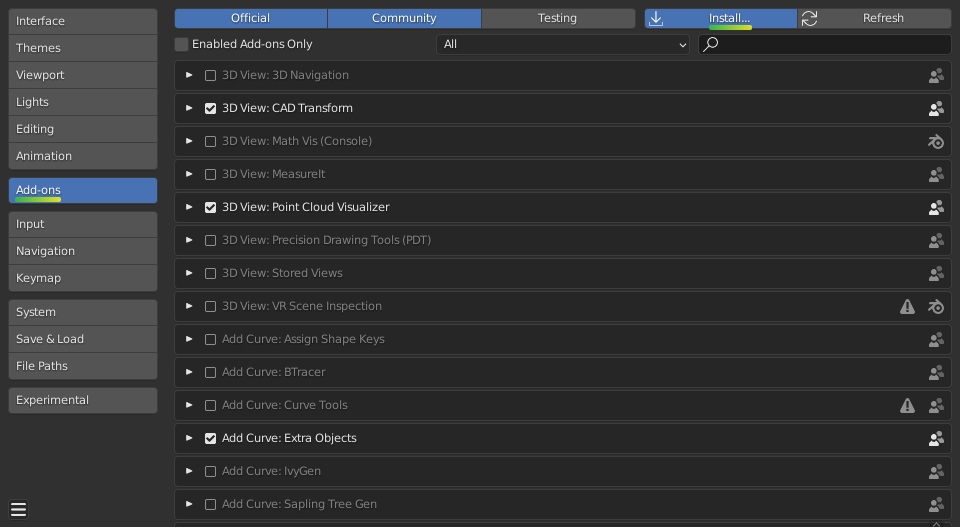 Interface
Themes
Viewport
Lights
Editing
Animation
Add-ons
Input
Navigation
Keymap
System
Save & Load
File Paths
Experimental
Official
Community
Testing
Install...
Refresh
Enabled Add-ons Only
All
3D View: 3D Navigation
3D View: CAD Transform
3D View: Math Vis (Console)
3D View: MeasureIt
3D View: Point Cloud Visualizer
3D View: Precision Drawing Tools (PDT)
3D View: Stored Views
3D View: VR Scene Inspection
Add Curve: Assign Shape Keys
Add Curve: BTracer
Add Curve: Curve Tools
Add Curve: Extra Objects
Add Curve: IvyGen
Add Curve: Sapling Tree Gen